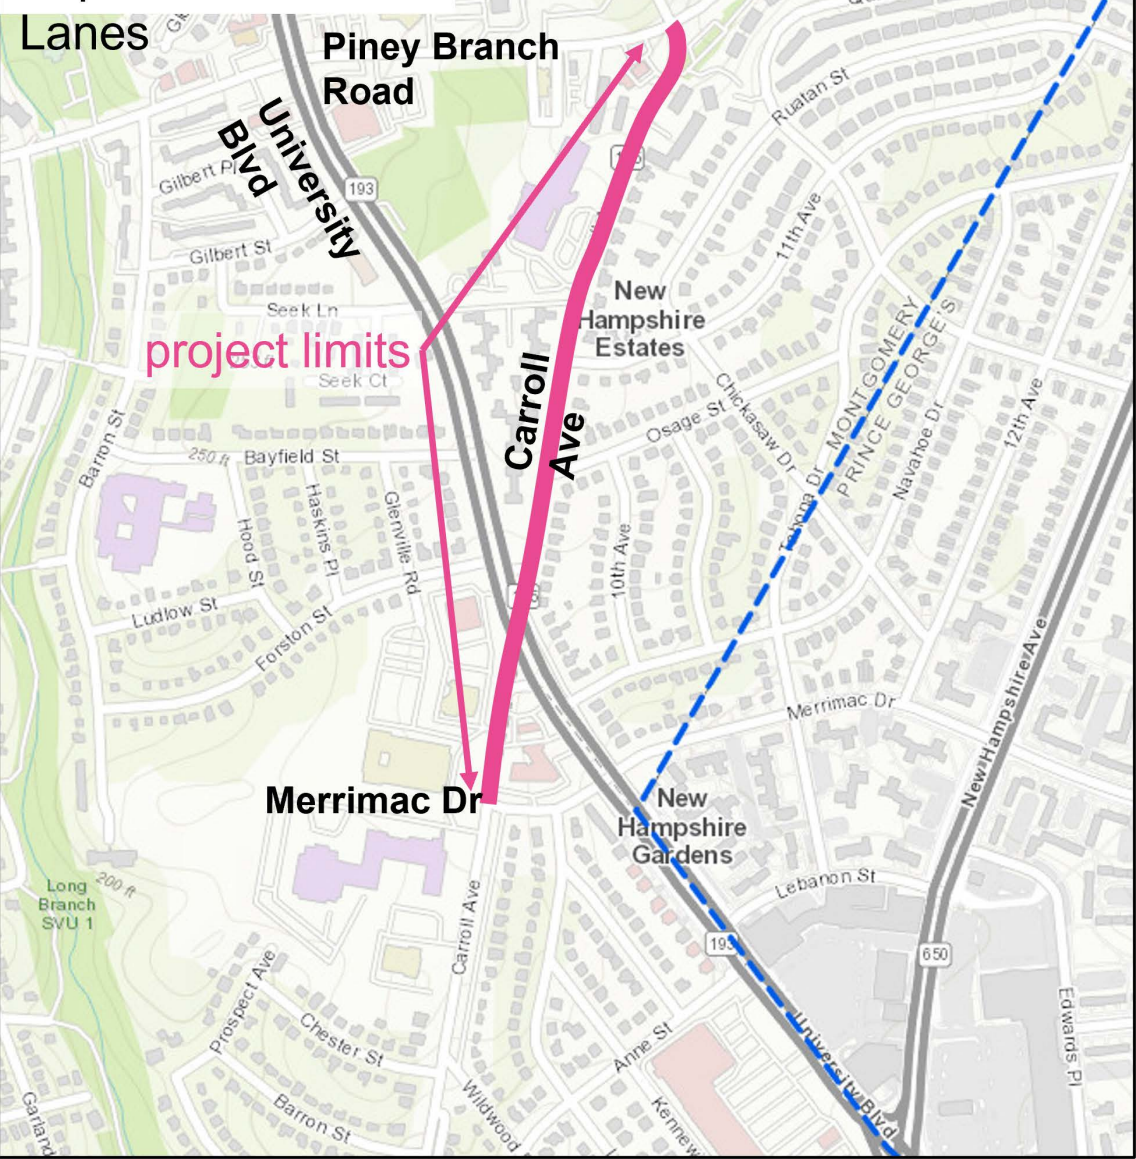 Lanes
Piney Branch
Road
University
Blvd
Ruatan St
Gilbert Pl
193
Gilbert St
11th Ave
Seek Ln
New
Hampshire
Estates
project limits
Seek Ct
Carroll
Ave
Chickasaw Dr
MONTGOMERY
PRINCE GEORGE'S
Osage St
Navahoe Dr
12th Ave
Barron St
250 ft
Bayfield St
Haskins Pl
Glenville Rd
Hood St
10th Ave
Ludlow St
Forston St
Merrimac Dr
New Hampshire Ave
Merrimac Dr
New
Hampshire
Gardens
Lebanon St
200 ft
Long
Branch
SVU 1
Carroll Ave
193
650
Prospect Ave
Chester St
Anne St
University Blvd
Edwards Pl
Barron St
Wildwood
Kennew
Garland